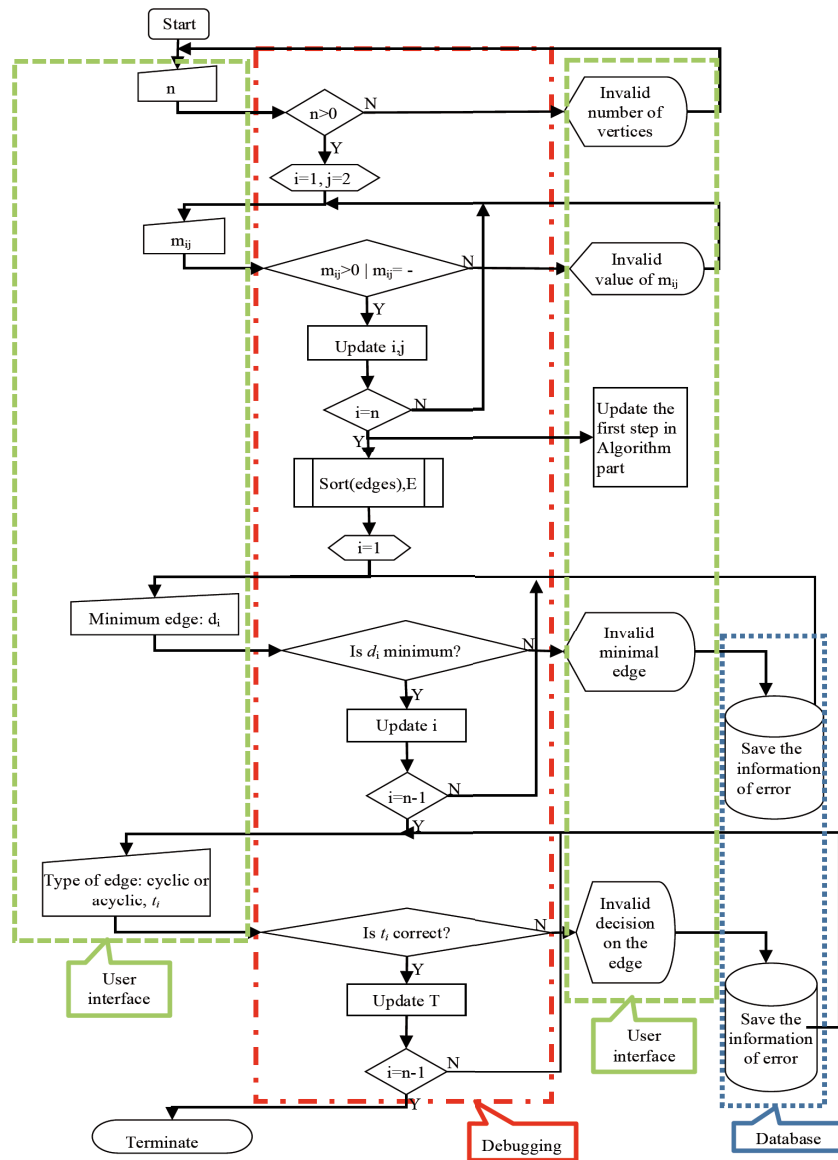 Start
n
n>0
N
Y
Invalid
number of
vertices
i=1, j=2
mij
mij>0 | mij= -
N
Y
Invalid
value of mij
Update i,j
i=n
N
Y
Update the
first step in
Algorithm
part
Sort(edges),E
i=1
Minimum edge: di
Is di minimum?
N
Y
Invalid
minimal
edge
Update i
Save the
information
of error
i=n-1
N
Y
Type of edge: cyclic or
acyclic, ti
Is ti correct?
N
Y
Invalid
decision
on the
edge
User
interface
Update T
Save the
information
of error
User
interface
i=n-1
N
Y
Terminate
Debugging
Database